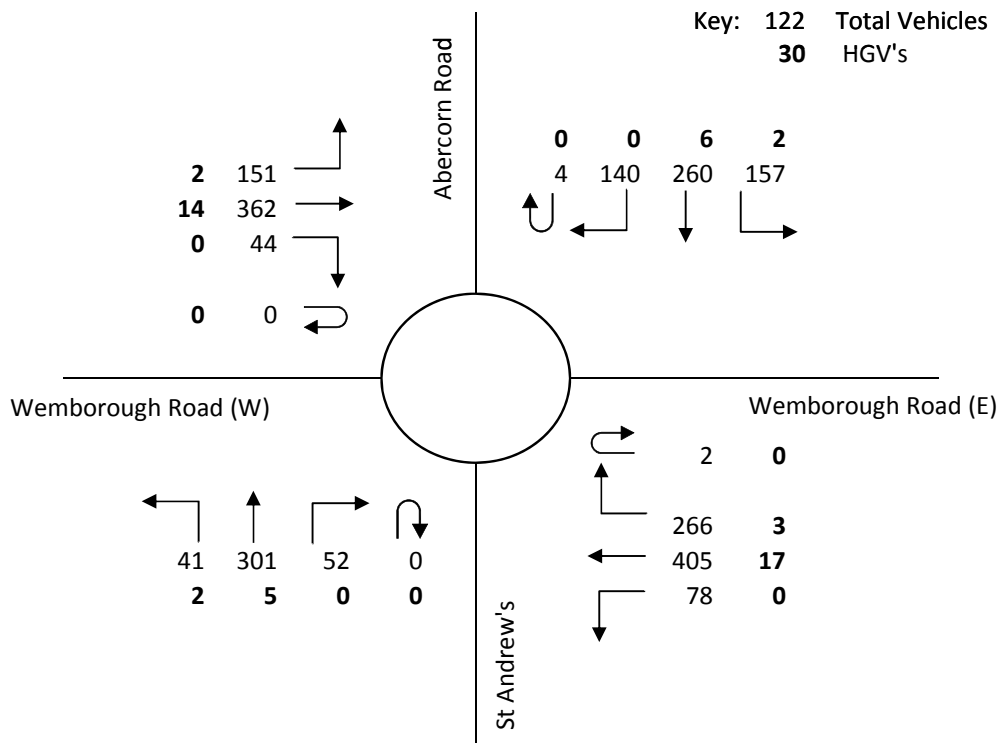 Key: 122 Total Vehicles
30 HGV's
Abercorn Road
0 0 6 2
4 140 260 157
2 151
14 362
0 44
0 0
Wemborough Road (W)
Wemborough Road (E)
2 0
266 3
405 17
78 0
41 301 52 0
2 5 0 0
St Andrew's